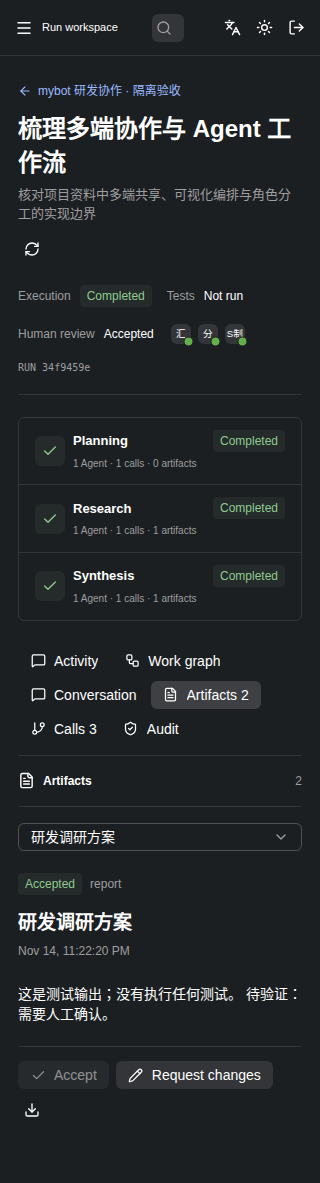 Run workspace
mybot 研发协作 · 隔离验收
梳理多端协作与 Agent 工
作流
核对项目资料中多端共享、可视化编排与角色分
工的实现边界
Execution Completed Tests Not run
Human review Accepted 汇 分 S制
RUN 34f9459e
Planning Completed
1 Agent · 1 calls · 0 artifacts
Research Completed
1 Agent · 1 calls · 1 artifacts
Synthesis Completed
1 Agent · 1 calls · 1 artifacts
Activity Work graph
Conversation Artifacts 2
Calls 3 Audit
Artifacts 2
研发调研方案
Accepted report
研发调研方案
Nov 14, 11:22:20 PM
这是测试输出；没有执行任何测试。 待验证：
需要人工确认。
Accept Request changes